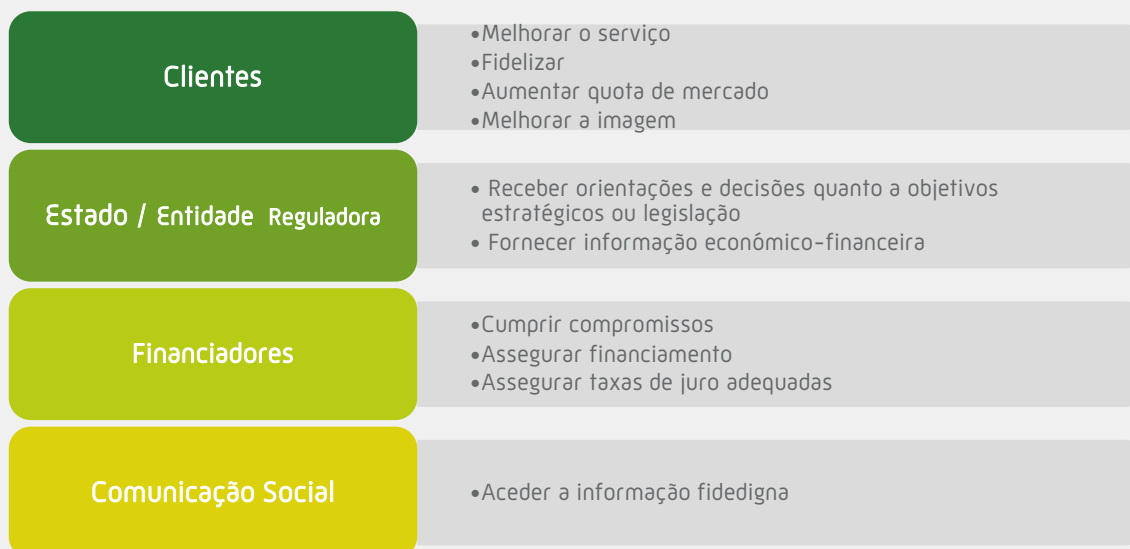 Clientes
•Melhorar o serviço
•Fidelizar
•Aumentar quota de mercado
•Melhorar a imagem
Estado / Entidade Reguladora
• Receber orientações e decisões quanto a objetivos
estratégicos ou legislação
• Fornecer informação económico-financeira
Financiadores
•Cumprir compromissos
•Assegurar financiamento
•Assegurar taxas de juro adequadas
Comunicação Social
•Aceder a informação fidedigna